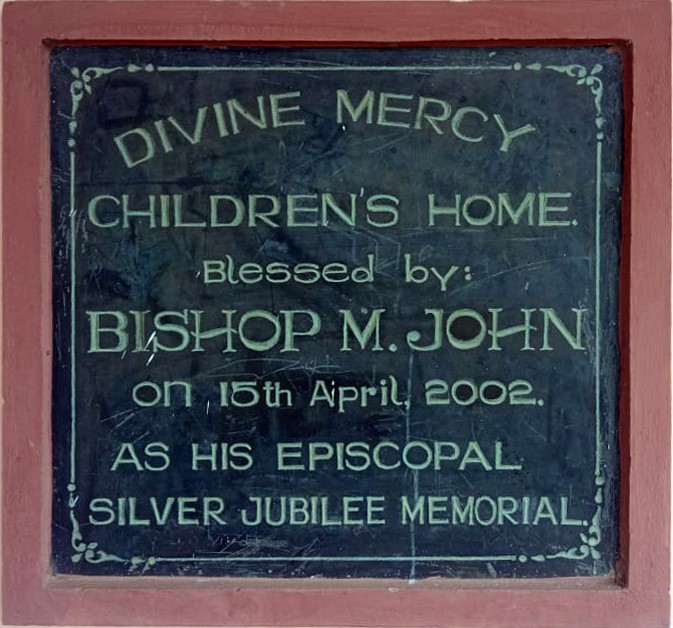 DIVINE MERCY
CHILDREN'S HOME.
Blessed by:
BISHOP M. JOHN
on 15th April, 2002.
AS HIS EPISCOPAL
SILVER JUBILEE MEMORIAL.